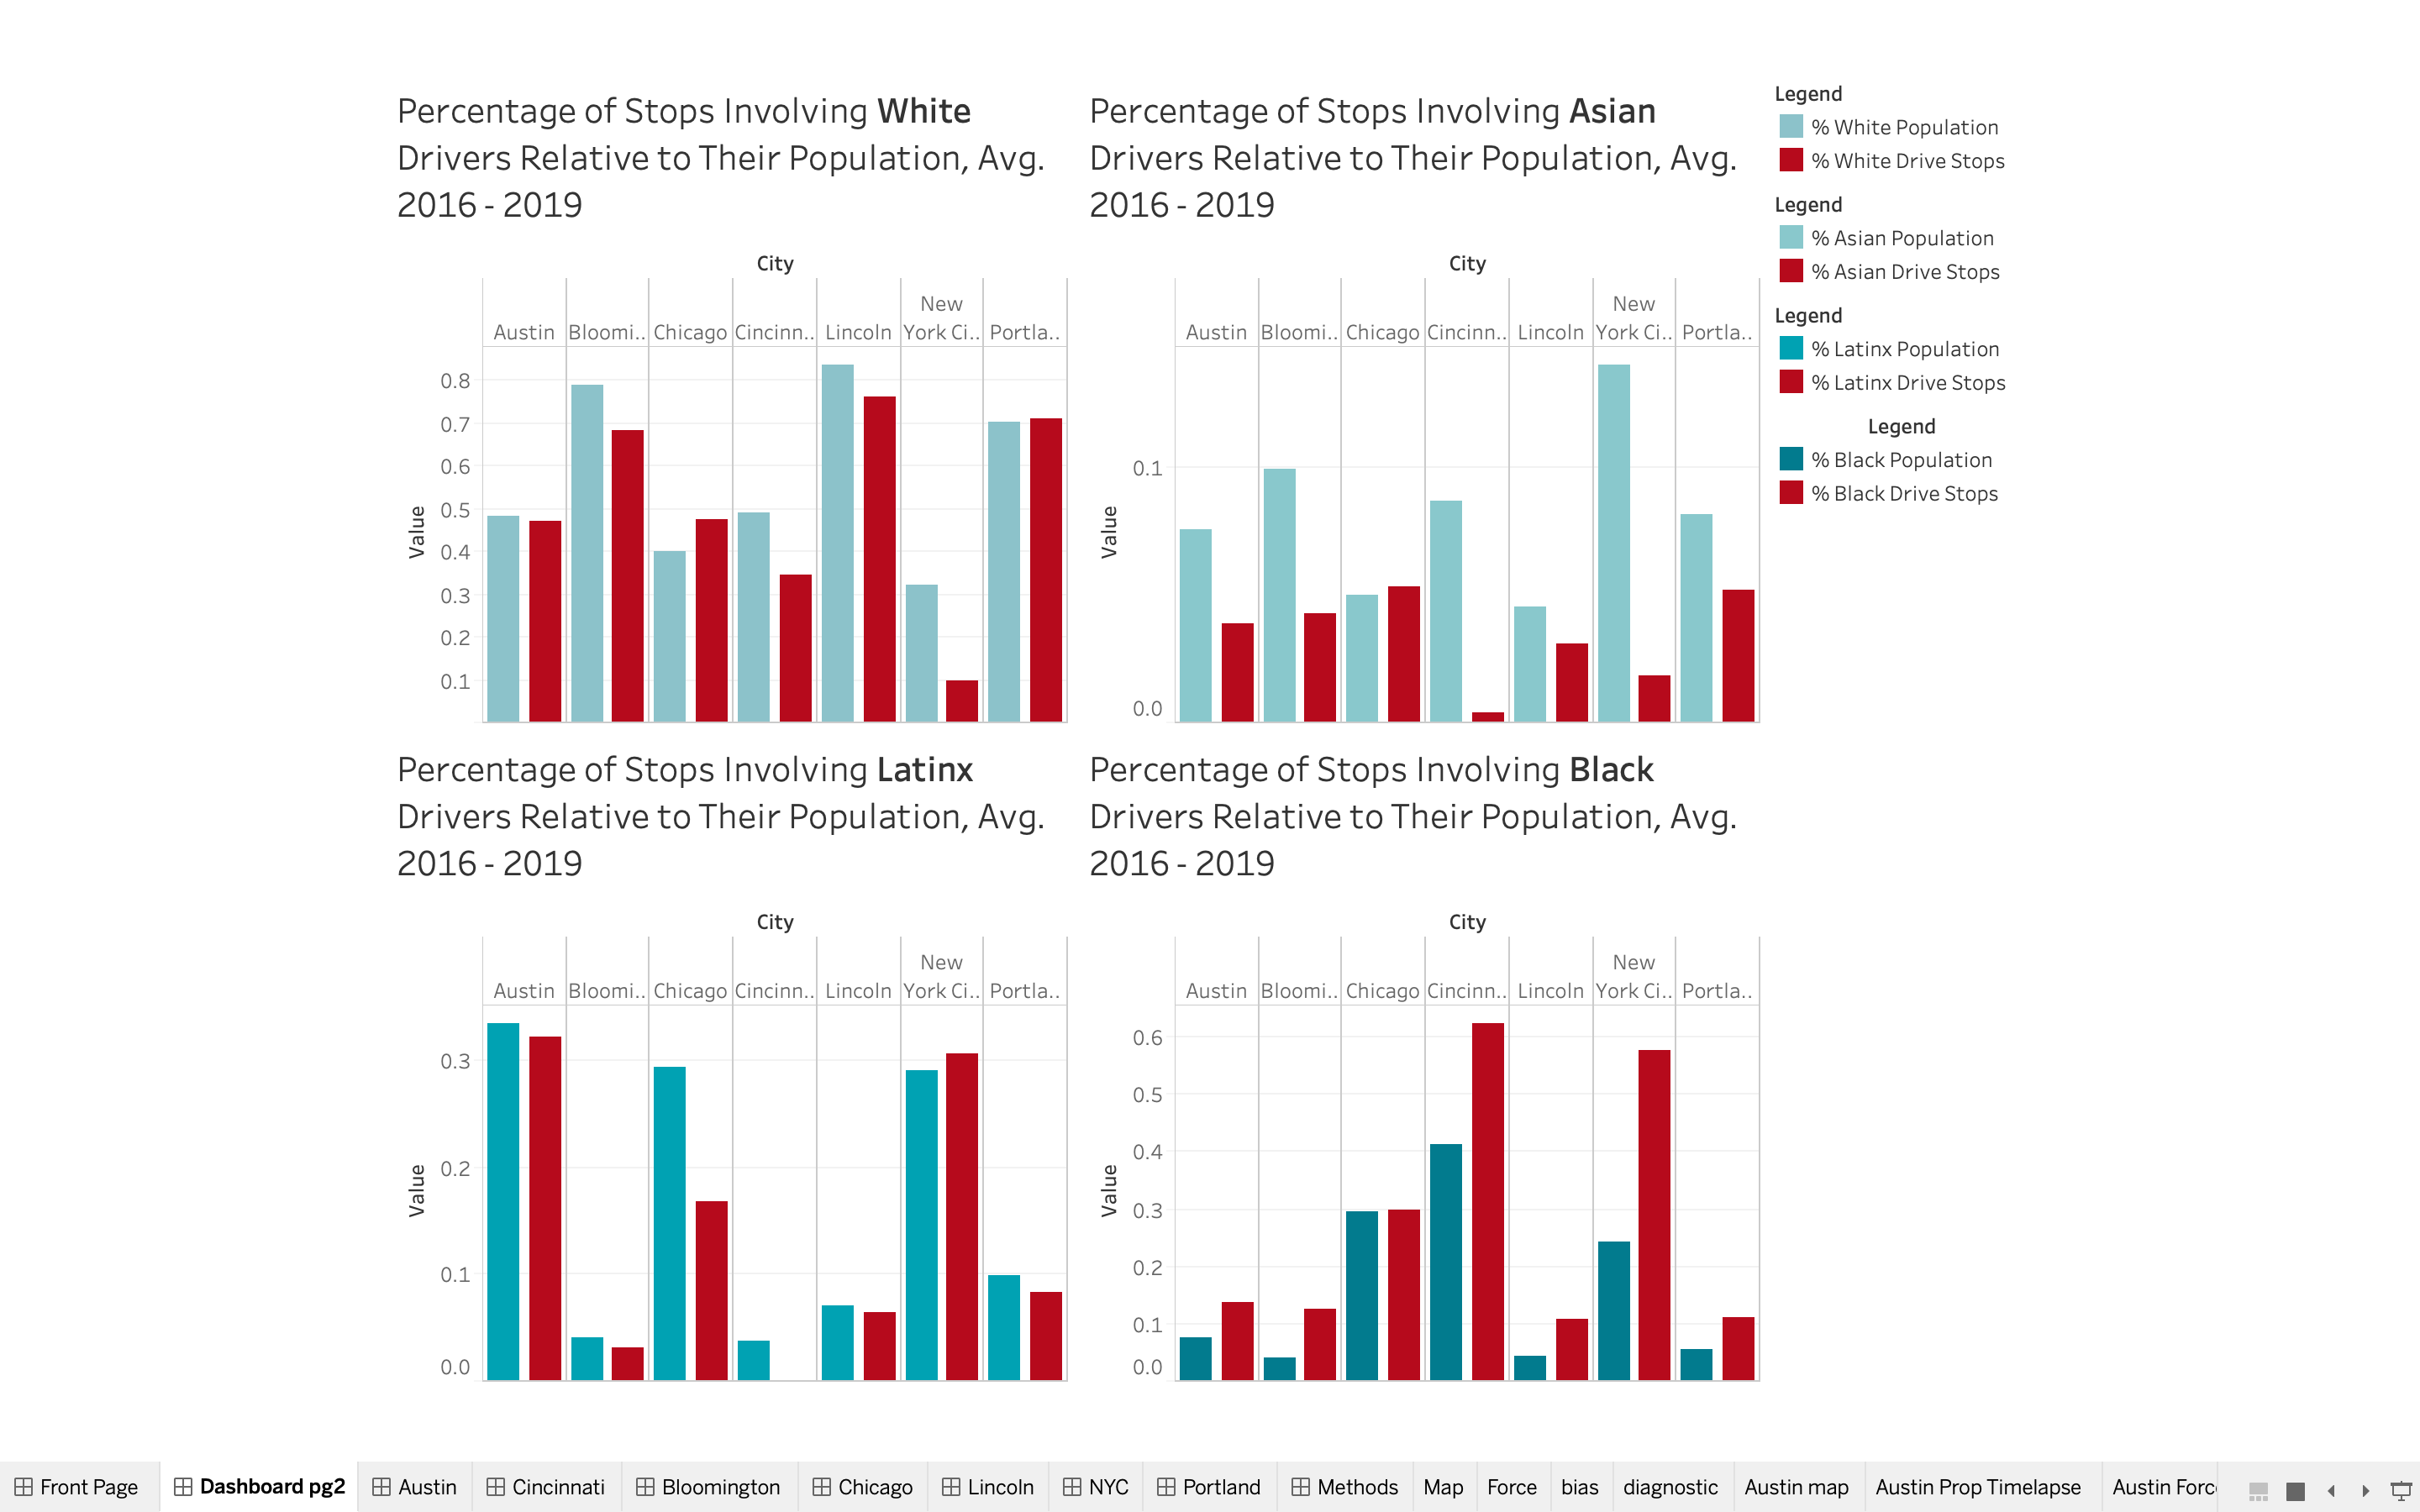 Percentage of Stops Involving White
Drivers Relative to Their Population, Avg.
2016 - 2019
City
Austin
Bloomi..
Chicago
Cincinn..
Lincoln
New
York Ci..
Portla..
Value
0.8
0.7
0.6
0.5
0.4
0.3
0.2
0.1
Percentage of Stops Involving Asian
Drivers Relative to Their Population, Avg.
2016 - 2019
City
Austin
Bloomi..
Chicago
Cincinn..
Lincoln
New
York Ci..
Portla..
Value
0.1
0.0
Legend
% White Population
% White Drive Stops
Legend
% Asian Population
% Asian Drive Stops
Legend
% Latinx Population
% Latinx Drive Stops
Legend
% Black Population
% Black Drive Stops
Percentage of Stops Involving Latinx
Drivers Relative to Their Population, Avg.
2016 - 2019
City
Austin
Bloomi..
Chicago
Cincinn..
Lincoln
New
York Ci..
Portla..
Value
0.3
0.2
0.1
0.0
Percentage of Stops Involving Black
Drivers Relative to Their Population, Avg.
2016 - 2019
City
Austin
Bloomi..
Chicago
Cincinn..
Lincoln
New
York Ci..
Portla..
Value
0.6
0.5
0.4
0.3
0.2
0.1
0.0
Front Page
Dashboard pg2
Austin
Cincinnati
Bloomington
Chicago
Lincoln
NYC
Portland
Methods
Map
Force
bias
diagnostic
Austin map
Austin Prop Timelapse
Austin Forc